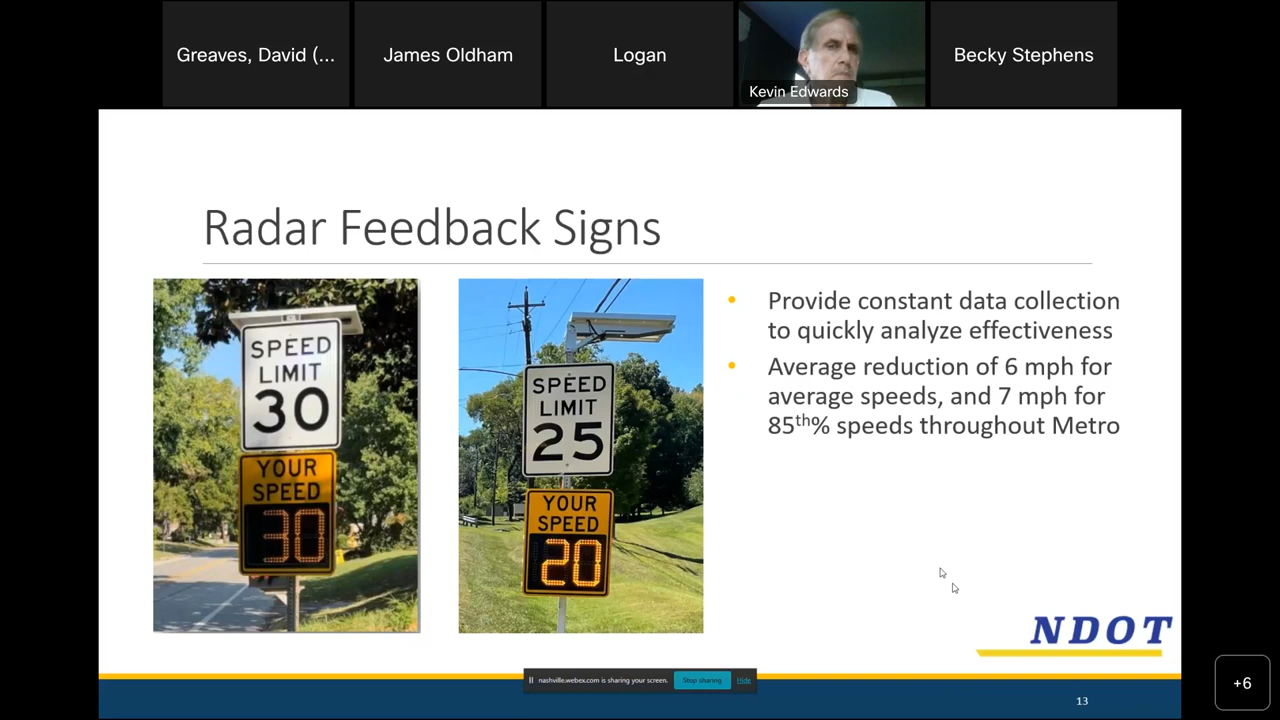 Greaves, David (...
James Oldham
Logan
Kevin Edwards
Becky Stephens
Radar Feedback Signs
SPEED
LIMIT
30
YOUR
SPEED
30
SPEED
LIMIT
25
YOUR
SPEED
20
• Provide constant data collection
to quickly analyze effectiveness
• Average reduction of 6 mph for
average speeds, and 7 mph for
85th% speeds throughout Metro
NDOT
nashville.webex.com is sharing your screen. Stop sharing Hide
13
+6